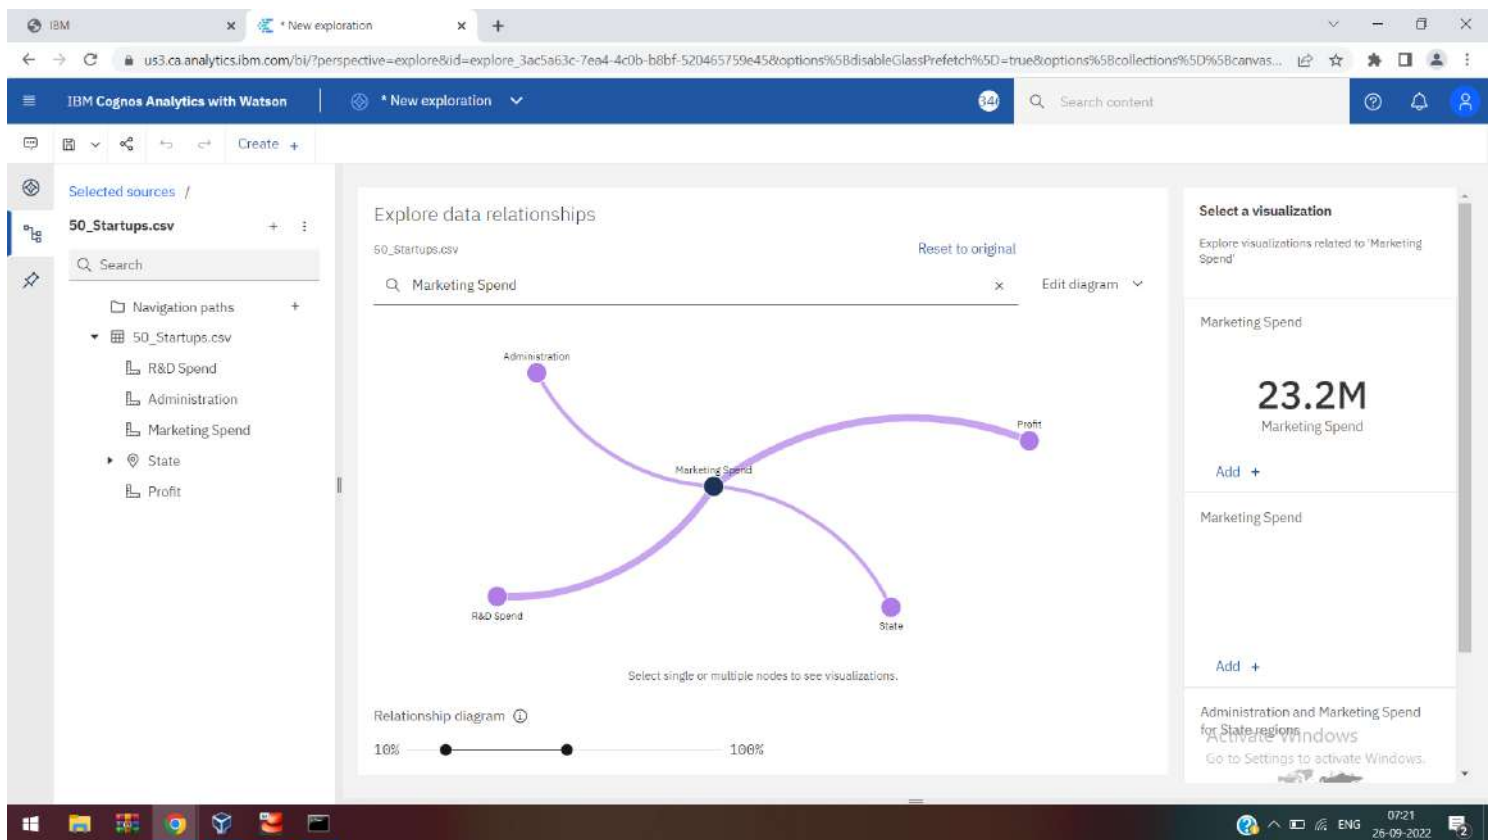 IBM
* New exploration
us3.ca.analytics.ibm.com/bi/?perspective=explore&id=explore_3ac5a63c-7ea4-4c0b-b8bf-520465759e45&options%5BdisableGlassPrefetch%5D=true&options%5Bcollections%5D%5Bcanvas...
IBM Cognos Analytics with Watson
* New exploration
Search content
Create +
Selected sources /
50_Startups.csv
Search
Navigation paths
50_Startups.csv
R&D Spend
Administration
Marketing Spend
State
Profit
Explore data relationships
50_Startups.csv
Reset to original
Marketing Spend
Edit diagram
Administration
Profit
Marketing Spend
R&D Spend
State
Select single or multiple nodes to see visualizations.
Relationship diagram
10%
100%
Select a visualization
Explore visualizations related to 'Marketing
Spend'
Marketing Spend
23.2M
Marketing Spend
Add +
Marketing Spend
Add +
Administration and Marketing Spend
for State regions
Activate Windows
Go to Settings to activate Windows.
ENG
07:21
26-09-2022